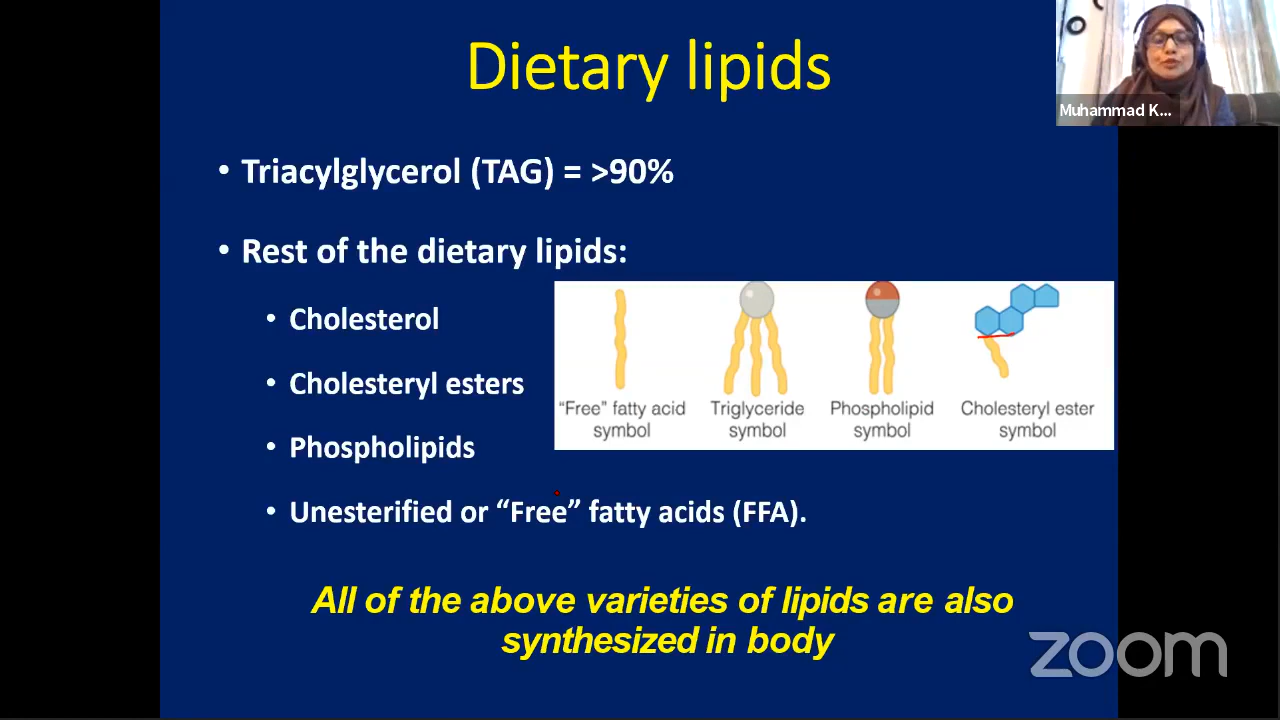 Dietary lipids
Muhammad K...
• Triacylglycerol (TAG) = >90%
• Rest of the dietary lipids:
• Cholesterol
• Cholesteryl esters
• Phospholipids
• Unesterified or “Free” fatty acids (FFA).
“Free” fatty acid
symbol
Triglyceride
symbol
Phospholipid
symbol
Cholesteryl ester
symbol
All of the above varieties of lipids are also
synthesized in body
zoom